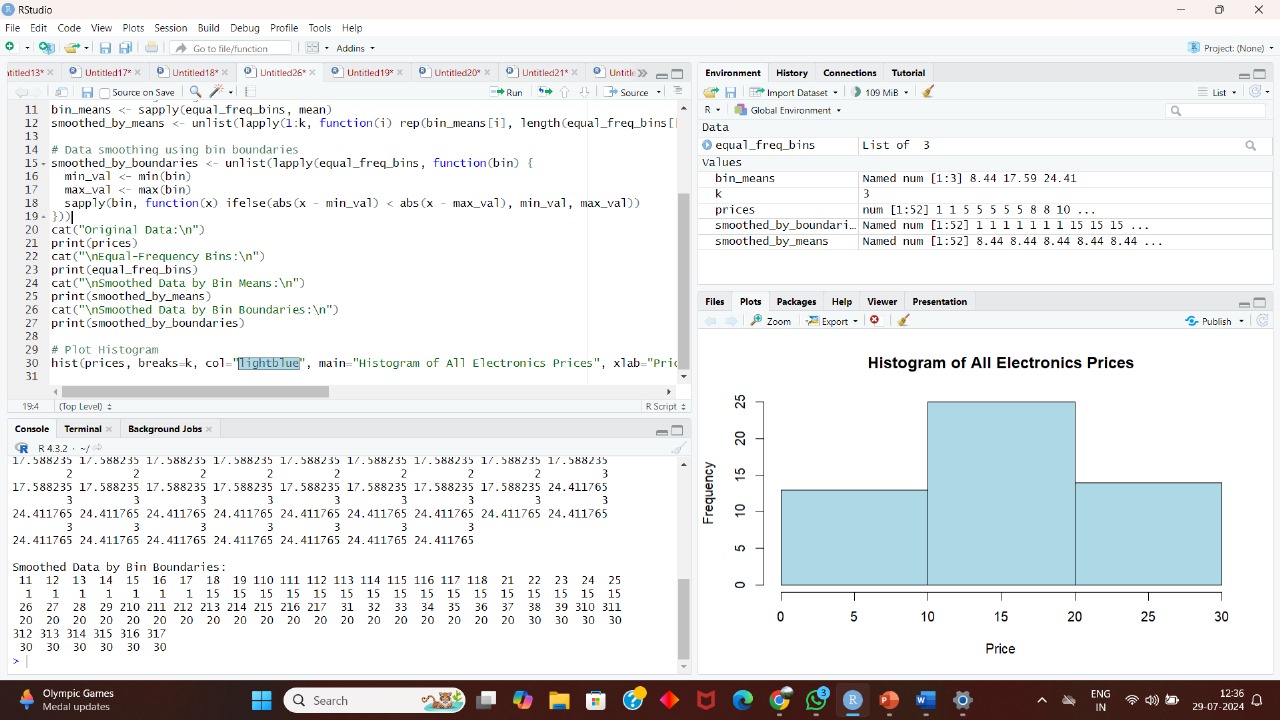 RStudio
File Edit Code View Plots Session Build Debug Profile Tools Help
Go to file/function Addins Project: (None)
Untitled17* Untitled18* Untitled26* Untitled19* Untitled20* Untitled21*
Source on Save Run Source
11 bin_means <- sapply(equal_freq_bins, mean)
12 smoothed_by_means <- unlist(lapply(1:k, function(i) rep(bin_means[i], length(equal_freq_bins[
13
14 # Data smoothing using bin boundaries
15 smoothed_by_boundaries <- unlist(lapply(equal_freq_bins, function(bin) {
16 min_val <- min(bin)
17 max_val <- max(bin)
18 sapply(bin, function(x) ifelse(abs(x - min_val) < abs(x - max_val), min_val, max_val))
19 }))
20 cat("Original Data:\n")
21 print(prices)
22 cat("\nEqual-Frequency Bins:\n")
23 print(equal_freq_bins)
24 cat("\nSmoothed Data by Bin Means:\n")
25 print(smoothed_by_means)
26 cat("\nSmoothed Data by Bin Boundaries:\n")
27 print(smoothed_by_boundaries)
28
29 # Plot Histogram
30 hist(prices, breaks=k, col="lightblue", main="Histogram of All Electronics Prices", xlab="Pric
31
19:4 (Top Level) R Script
Console Terminal Background Jobs
R 4.3.2 · ~/
17.588235 17.588235 17.588235 17.588235 17.588235 17.588235 17.588235 17.588235 17.588235
2 2 2 2 2 2 2 2 3
17.588235 17.588235 17.588235 17.588235 17.588235 17.588235 17.588235 17.588235 24.411765
3 3 3 3 3 3 3 3 3
24.411765 24.411765 24.411765 24.411765 24.411765 24.411765 24.411765 24.411765 24.411765
3 3 3 3 3 3 3
24.411765 24.411765 24.411765 24.411765 24.411765 24.411765 24.411765
Smoothed Data by Bin Boundaries:
11 12 13 14 15 16 17 18 19 110 111 112 113 114 115 116 117 118 21 22 23 24 25
1 1 1 1 1 1 1 15 15 15 15 15 15 15 15 15 15 15 15 15 15 15 15
26 27 28 29 210 211 212 213 214 215 216 217 31 32 33 34 35 36 37 38 39 310 311
20 20 20 20 20 20 20 20 20 20 20 20 20 20 20 20 20 20 20 30 30 30 30
312 313 314 315 316 317
30 30 30 30 30 30
>
Environment History Connections Tutorial
Import Dataset 109 MiB List
R Global Environment
Data
equal_freq_bins List of 3
Values
bin_means Named num [1:3] 8.44 17.59 24.41
k 3
prices num [1:52] 1 1 5 5 5 5 5 8 8 10 ...
smoothed_by_boundari… Named num [1:52] 1 1 1 1 1 1 1 15 15 15 ...
smoothed_by_means Named num [1:52] 8.44 8.44 8.44 8.44 8.44 ...
Files Plots Packages Help Viewer Presentation
Zoom Export Publish
Histogram of All Electronics Prices
Frequency
25
20
15
10
5
0
0 5 10 15 20 25 30
Price
Olympic Games
Medal updates
Search
3
ENG
IN
12:36
29-07-2024